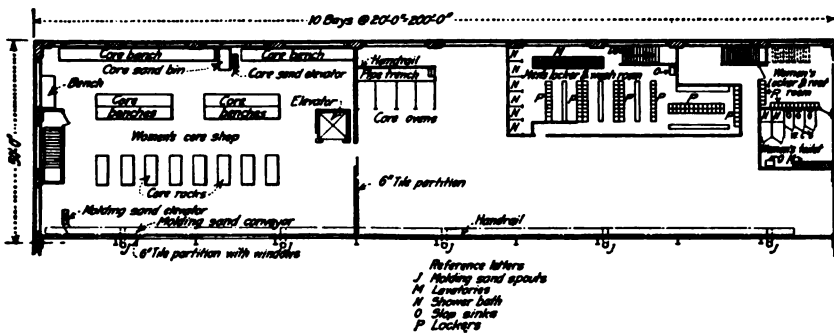 10 Bays @ 20'-0"=200'-0"
50'-0"
Core bench
Core bench
Core sand bin
Core sand elevator
Bench
Core benches
Core benches
Elevator
Women's core shop
Core racks
Molding sand elevator
Molding sand conveyor
6" Tile partition with windows
Handrail
Pipe trench
Core ovens
6" Tile partition
Handrail
M
Men's locker & wash room
O
N
N
N
N
N
N
P
P
P
P
P
P
Women's locker & rest room
P
N
Women's toilet
O
J
J
J
J
J
Reference letters
J Molding sand spouts
M Lavatories
N Shower bath
O Slop sinks
P Lockers